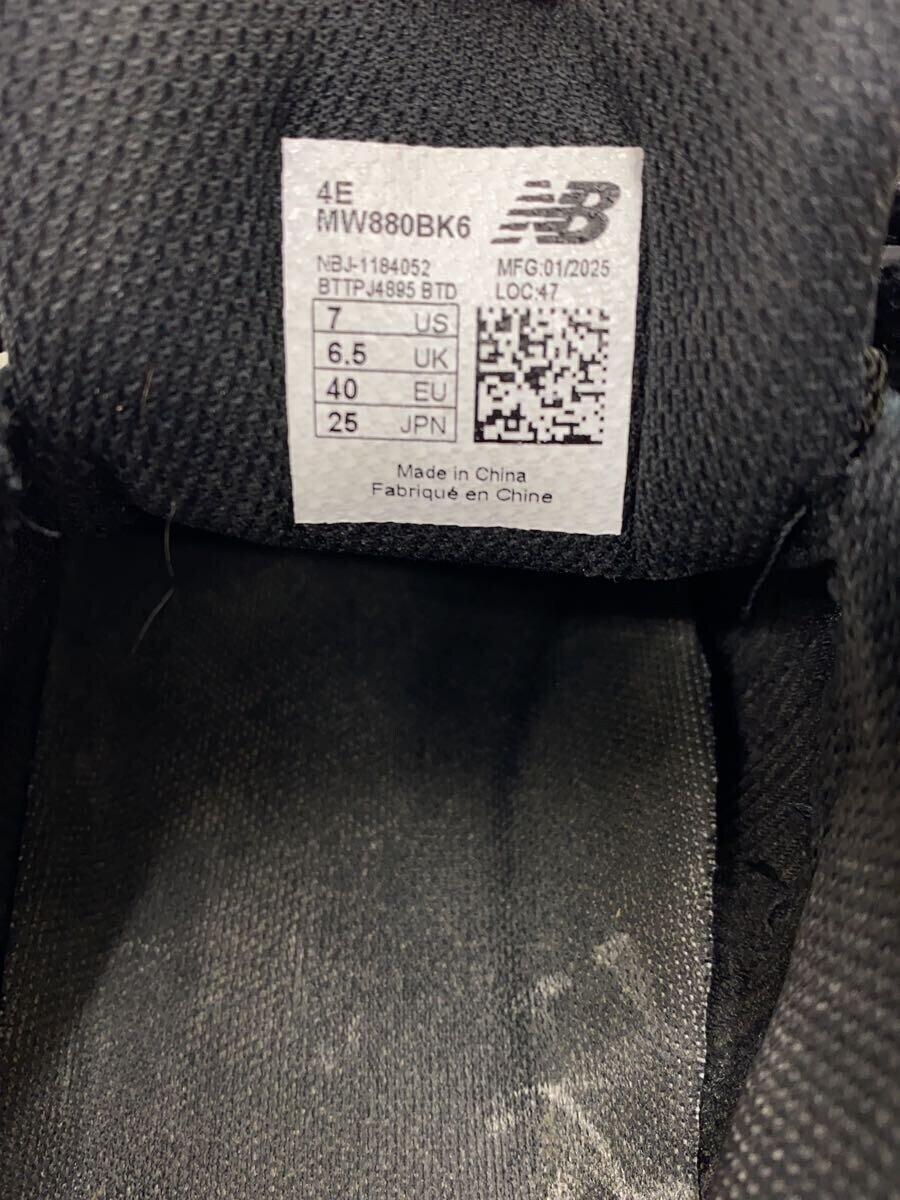 4E
MW880BK6
NB
NBJ-1184052
MFG:01/2025
BTTPJ4895 BTD
LOC:47
7 US
6.5 UK
40 EU
25 JPN
Made in China
Fabriqué en Chine